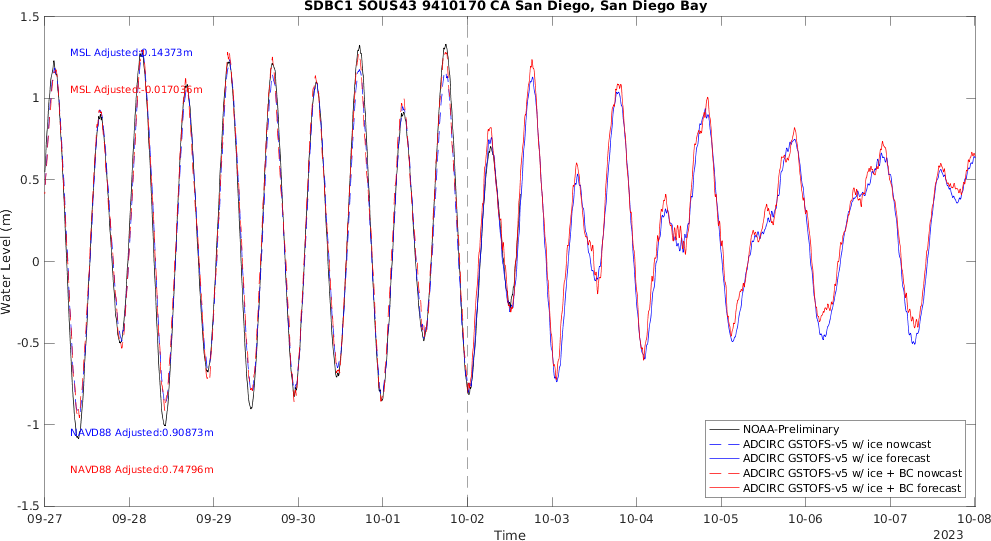 SDBC1 SOUS43 9410170 CA San Diego, San Diego Bay
1.5
1
0.5
0
-0.5
-1
-1.5
Water Level (m)
MSL Adjusted:0.14373m
MSL Adjusted:-0.017036m
NAVD88 Adjusted:0.90873m
NAVD88 Adjusted:0.74796m
NOAA-Preliminary
ADCIRC GSTOFS-v5 w/ ice nowcast
ADCIRC GSTOFS-v5 w/ ice forecast
ADCIRC GSTOFS-v5 w/ ice + BC nowcast
ADCIRC GSTOFS-v5 w/ ice + BC forecast
09-27 09-28 09-29 09-30 10-01 10-02 10-03 10-04 10-05 10-06 10-07 10-08
Time
2023